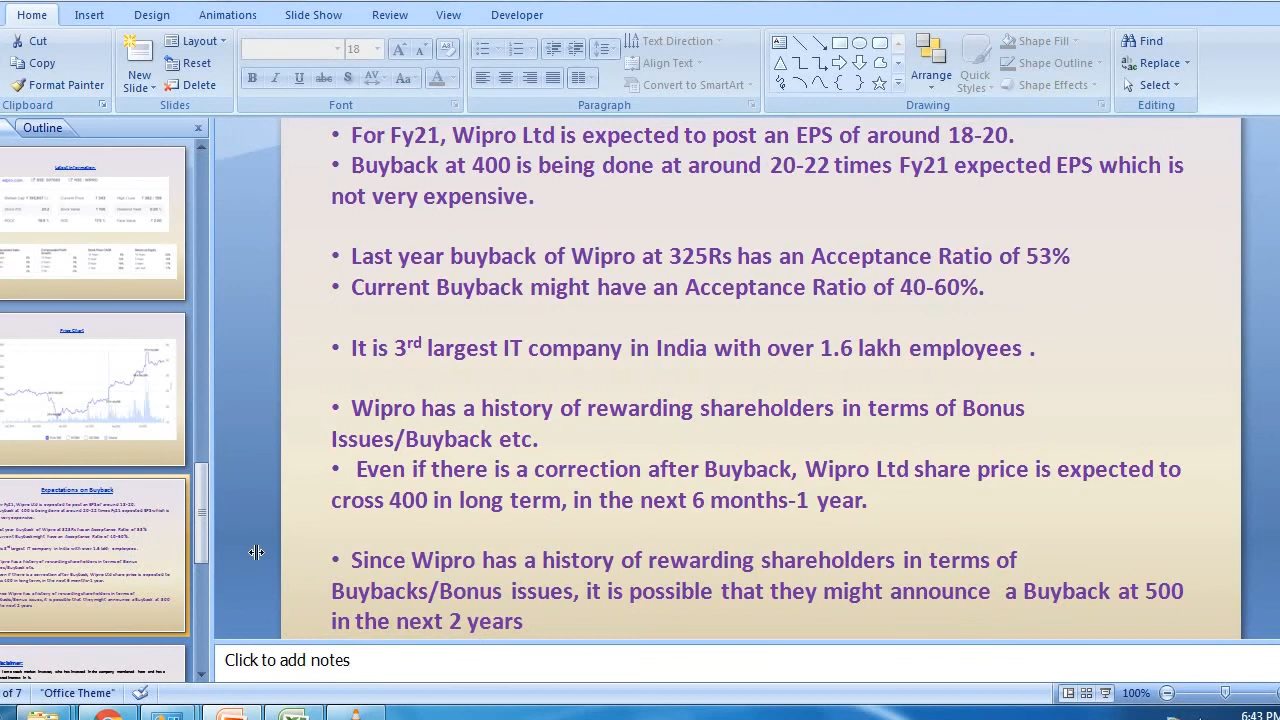 Home Insert Design Animations Slide Show Review View Developer
Cut
Copy
Format Painter
Clipboard
New
Slide
Layout
Reset
Delete
Slides
18
Font
Paragraph
Text Direction
Align Text
Convert to SmartArt
Drawing
Arrange
Quick
Styles
Shape Fill
Shape Outline
Shape Effects
Find
Replace
Select
Editing
Outline
Expectations on Buyback
• For Fy21, Wipro Ltd is expected to post an EPS of around 18-20.
• Buyback at 400 is being done at around 20-22 times Fy21 expected EPS which is
not very expensive.
• Last year buyback of Wipro at 325Rs has an Acceptance Ratio of 53%
• Current Buyback might have an Acceptance Ratio of 40-60%.
• It is 3rd largest IT company in India with over 1.6 lakh employees .
• Wipro has a history of rewarding shareholders in terms of Bonus
Issues/Buyback etc.
• Even if there is a correction after Buyback, Wipro Ltd share price is expected to
cross 400 in long term, in the next 6 months-1 year.
• Since Wipro has a history of rewarding shareholders in terms of
Buybacks/Bonus issues, it is possible that they might announce a Buyback at 500
in the next 2 years
Click to add notes
of 7 "Office Theme" 100%
6:43 PM